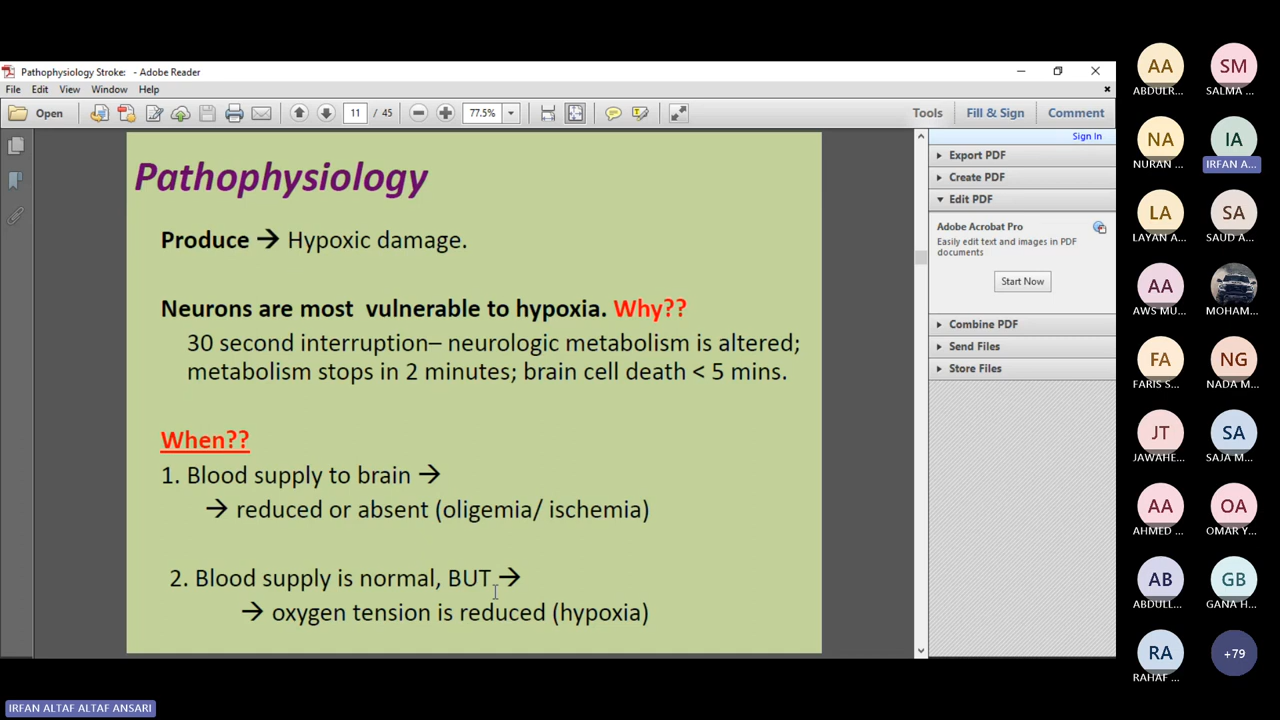 Pathophysiology Stroke: - Adobe Reader
File Edit View Window Help
Open 11 / 45 77.5% Tools Fill & Sign Comment
Sign In
Export PDF
Create PDF
Edit PDF
Adobe Acrobat Pro
Easily edit text and images in PDF
documents
Start Now
Combine PDF
Send Files
Store Files
Pathophysiology
Produce → Hypoxic damage.
Neurons are most vulnerable to hypoxia. Why??
30 second interruption– neurologic metabolism is altered;
metabolism stops in 2 minutes; brain cell death < 5 mins.
When??
1. Blood supply to brain →
→ reduced or absent (oligemia/ ischemia)
2. Blood supply is normal, BUT →
→ oxygen tension is reduced (hypoxia)
AA SM
ABDULR... SALMA ...
NA IA
NURAN ... IRFAN A...
LA SA
LAYAN A... SAUD A...
AA
AWS MU... MOHAM...
FA NG
FARIS S... NADA M...
JT SA
JAWAHE... SAJA M...
AA OA
AHMED ... OMAR Y...
AB GB
ABDULL... GANA H...
RA +79
RAHAF ...
IRFAN ALTAF ALTAF ANSARI